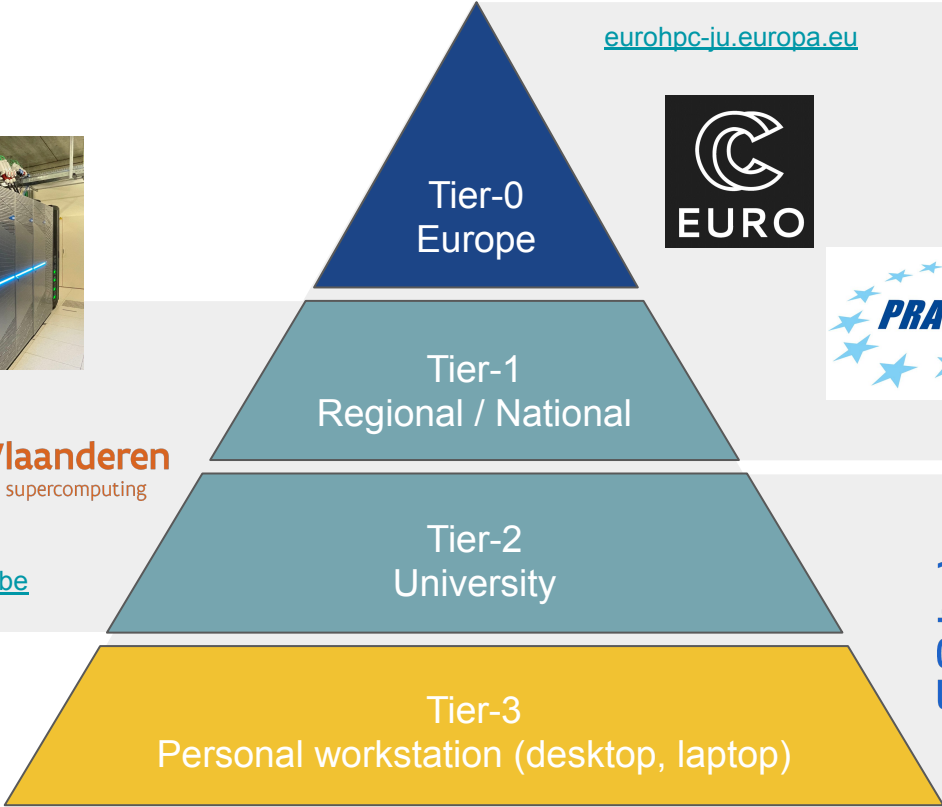 eurohpc-ju.europa.eu
EURO
Tier-0
Europe
PRA
Tier-1
Regional / National
laanderen
supercomputing
Tier-2
University
be
Tier-3
Personal workstation (desktop, laptop)